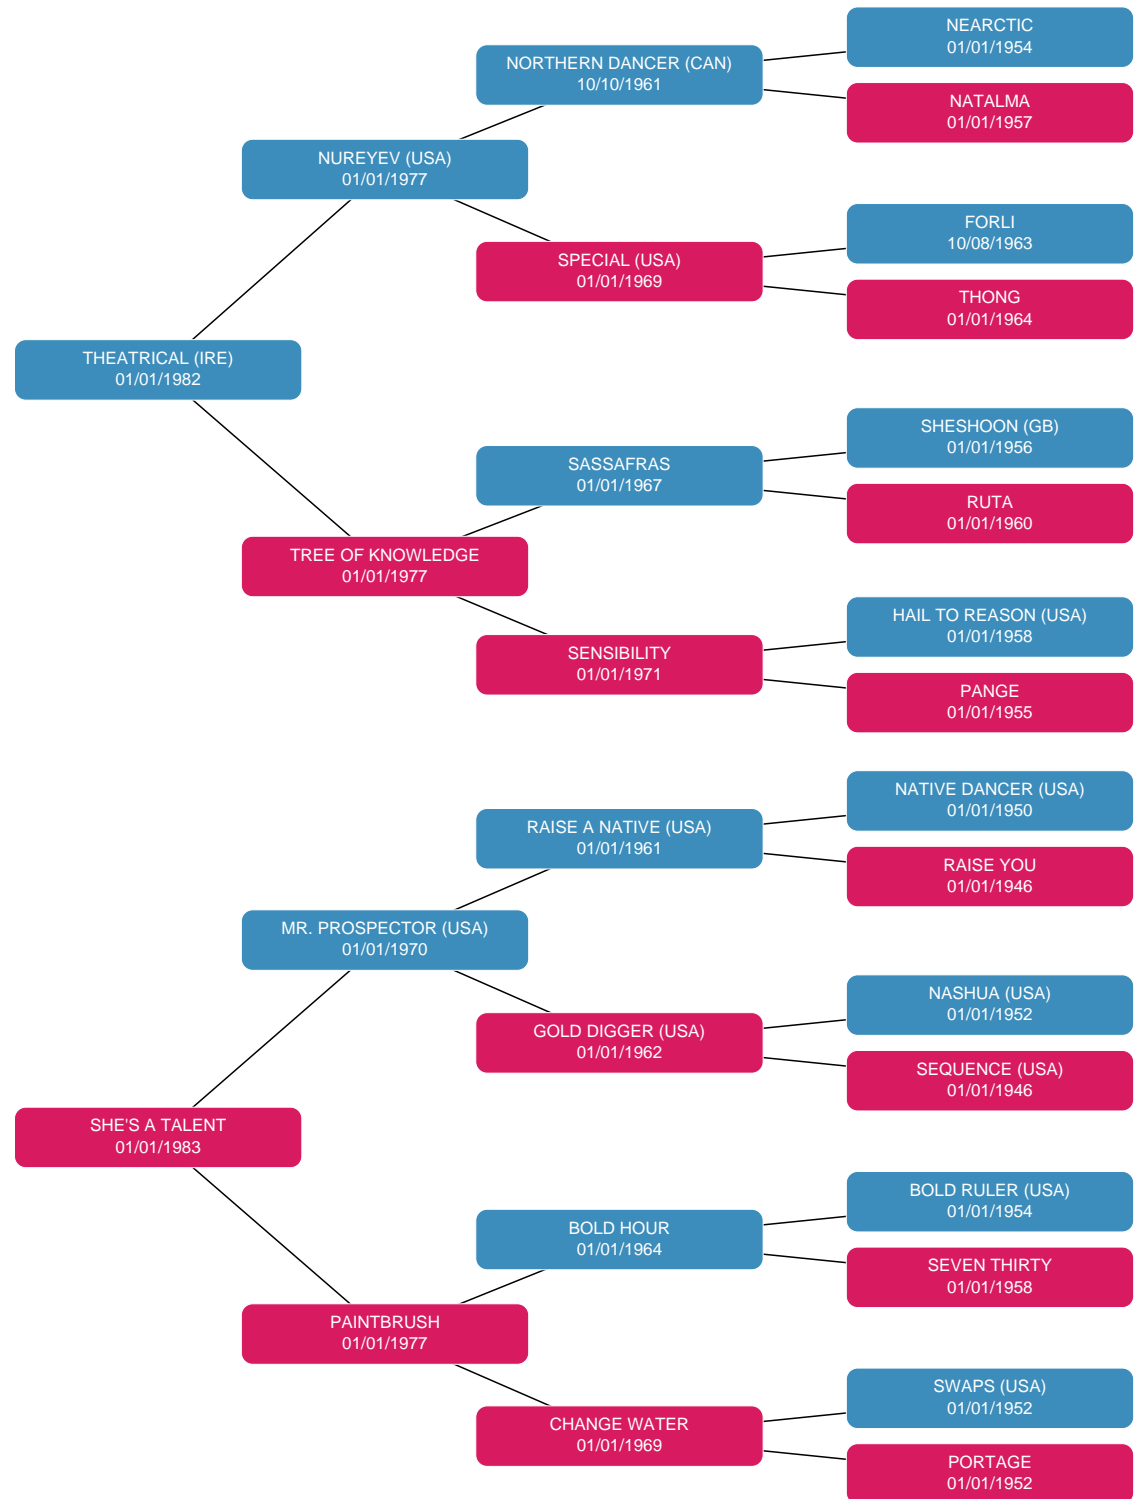 NEARCTIC
01/01/1954
NORTHERN DANCER (CAN)
10/10/1961
NATALMA
01/01/1957
NUREYEV (USA)
01/01/1977
FORLI
10/08/1963
SPECIAL (USA)
01/01/1969
THONG
01/01/1964
THEATRICAL (IRE)
01/01/1982
SHESHOON (GB)
01/01/1956
SASSAFRAS
01/01/1967
RUTA
01/01/1960
TREE OF KNOWLEDGE
01/01/1977
HAIL TO REASON (USA)
01/01/1958
SENSIBILITY
01/01/1971
PANGE
01/01/1955
NATIVE DANCER (USA)
01/01/1950
RAISE A NATIVE (USA)
01/01/1961
RAISE YOU
01/01/1946
MR. PROSPECTOR (USA)
01/01/1970
NASHUA (USA)
01/01/1952
GOLD DIGGER (USA)
01/01/1962
SEQUENCE (USA)
01/01/1946
SHE'S A TALENT
01/01/1983
BOLD RULER (USA)
01/01/1954
BOLD HOUR
01/01/1964
SEVEN THIRTY
01/01/1958
PAINTBRUSH
01/01/1977
SWAPS (USA)
01/01/1952
CHANGE WATER
01/01/1969
PORTAGE
01/01/1952